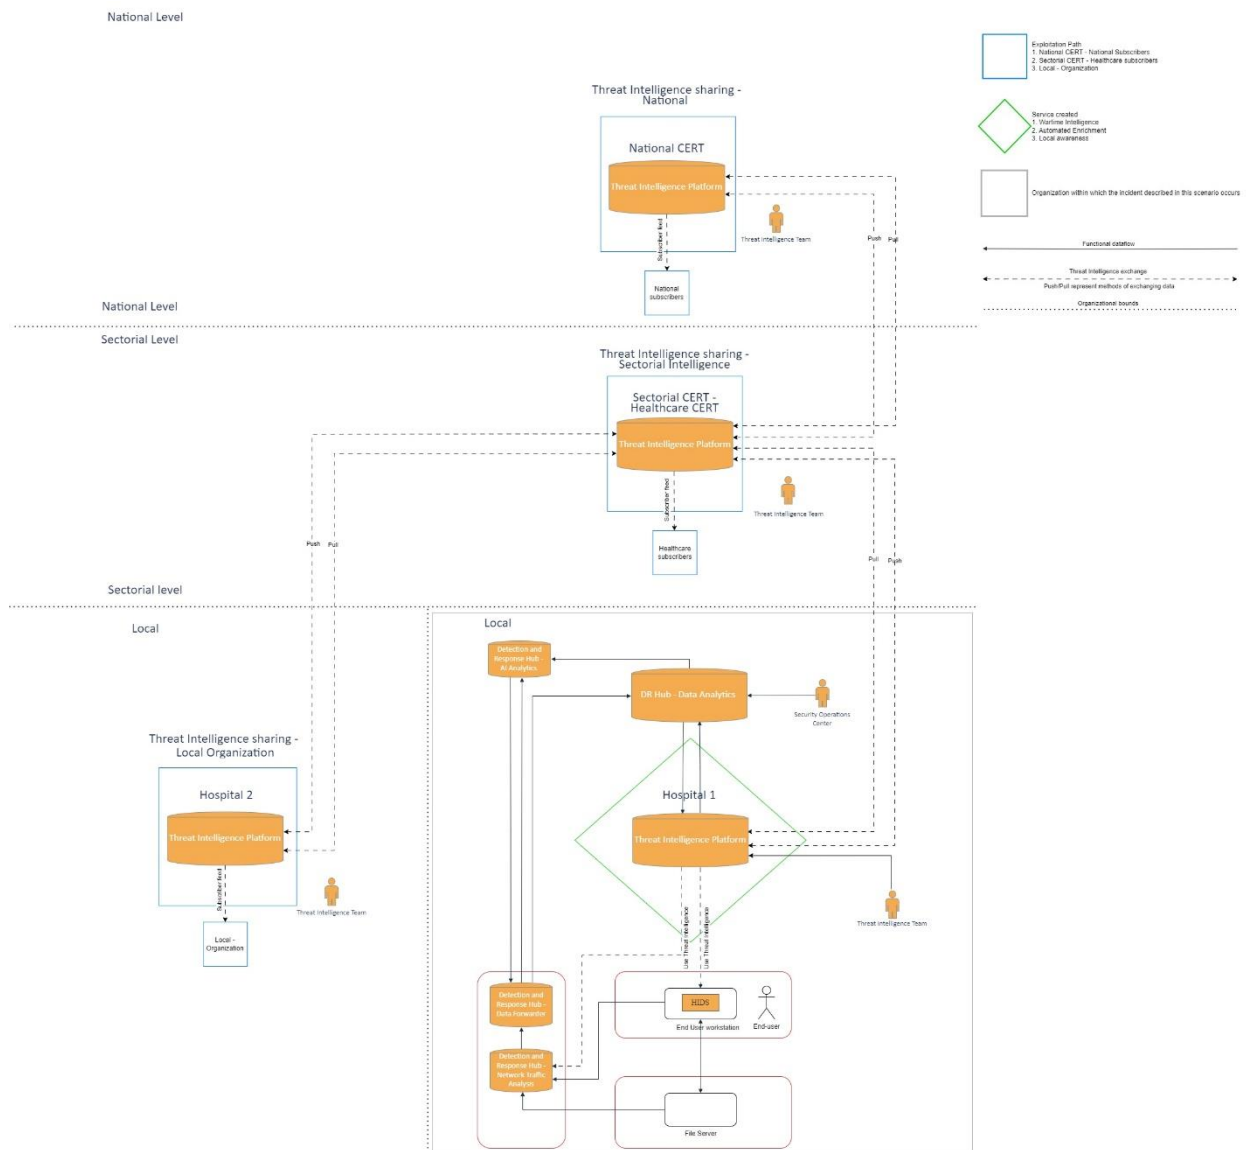 National Level
Exploitation Path
1. National CERT - National Subscribers
2. Sectorial CERT - Healthcare subscribers
3. Local - Organization
Threat Intelligence sharing -
National
National CERT
Threat Intelligence Platform
Subscriber feed
Threat Intelligence Team
National
subscribers
Push
Pull
Service created
1. Wartime Intelligence
2. Automated Enrichment
3. Local awareness
Organization within which the incident described in this scenario occurs
Functional dataflow
Threat Intelligence exchange
Push/Pull represent methods of exchanging data
Organizational bounds
National Level
Sectorial Level
Threat Intelligence sharing -
Sectorial Intelligence
Sectorial CERT -
Healthcare CERT
Threat Intelligence Platform
Subscriber feed
Threat Intelligence Team
Healthcare
subscribers
Push
Pull
Pull
Push
Sectorial level
Local
Local
Detection and
Response Hub -
AI Analytics
DR Hub - Data Analytics
Security Operations
Center
Threat Intelligence sharing -
Local Organization
Hospital 2
Threat Intelligence Platform
Subscriber feed
Threat Intelligence Team
Local -
Organization
Hospital 1
Threat Intelligence Platform
Threat Intelligence Team
Use Threat Intelligence
Use Threat Intelligence
Detection and
Response Hub -
Data Forwarder
HIDS
End User workstation
End-user
Detection and
Response Hub -
Network Traffic
Analysis
File Server